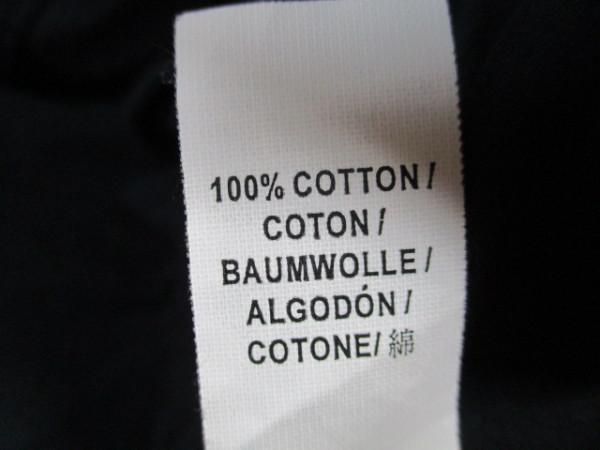 100% COTTON/
COTON/
BAUMWOLLE/
ALGODÓN/
COTONE/綿